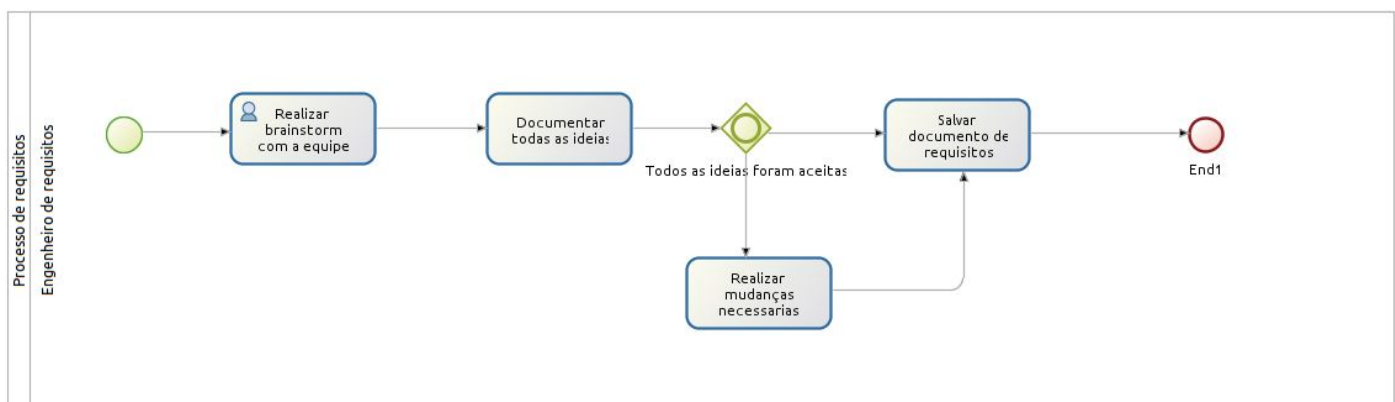 Processo de requisitos
Engenheiro de requisitos
Realizar
brainstorm
com a equipe
Documentar
todas as ideias
Todos as ideias foram aceitas
Salvar
documento de
requisitos
End1
Realizar
mudanças
necessarias